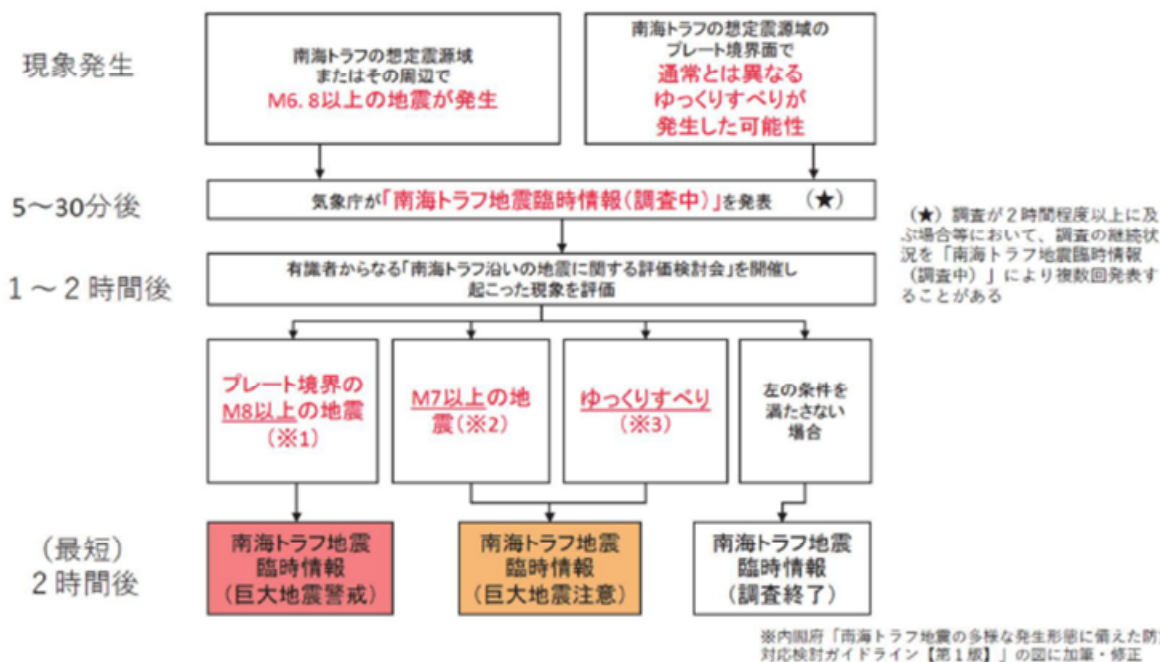 現象発生
南海トラフの想定震源域
またはその周辺で
M6.8以上の地震が発生
南海トラフの想定震源域の
プレート境界面で
通常とは異なる
ゆっくりすべりが
発生した可能性
5～30分後
気象庁が「南海トラフ地震臨時情報(調査中)」を発表 (★)
(★)調査が2時間程度以上に及
ぶ場合等において、調査の継続状
況を「南海トラフ地震臨時情報
(調査中)」により複数回発表す
ることがある
1～2時間後
有識者からなる「南海トラフ沿いの地震に関する評価検討会」を開催し
起こった現象を評価
プレート境界の
M8以上の地震
(※1)
M7以上の地
震(※2)
ゆっくりすべり
(※3)
左の条件を
満たさない
場合
(最短)
2時間後
南海トラフ地震
臨時情報
(巨大地震警戒)
南海トラフ地震
臨時情報
(巨大地震注意)
南海トラフ地震
臨時情報
(調査終了)
※内閣府「南海トラフ地震の多様な発生形態に備えた防
対応検討ガイドライン【第1版】」の図に加筆・修正